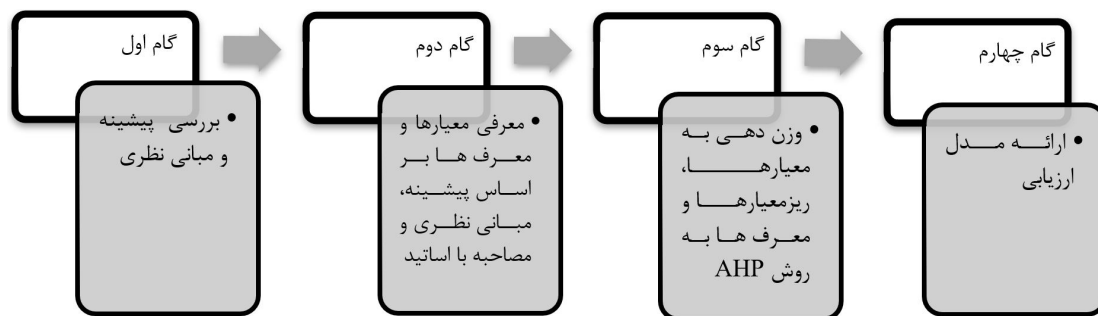 گام اول
• بررسی پیشینه
و مبانی نظری
گام دوم
• معرفی معیارها و
معرف ها بر
اساس پیشینه،
مبانی نظری و
مصاحبه با اساتید
گام سوم
• وزن دهی به
معیارها،
ریزمعیارها و
معرف ها به
روش AHP
گام چهارم
• ارائه مدل
ارزیابی